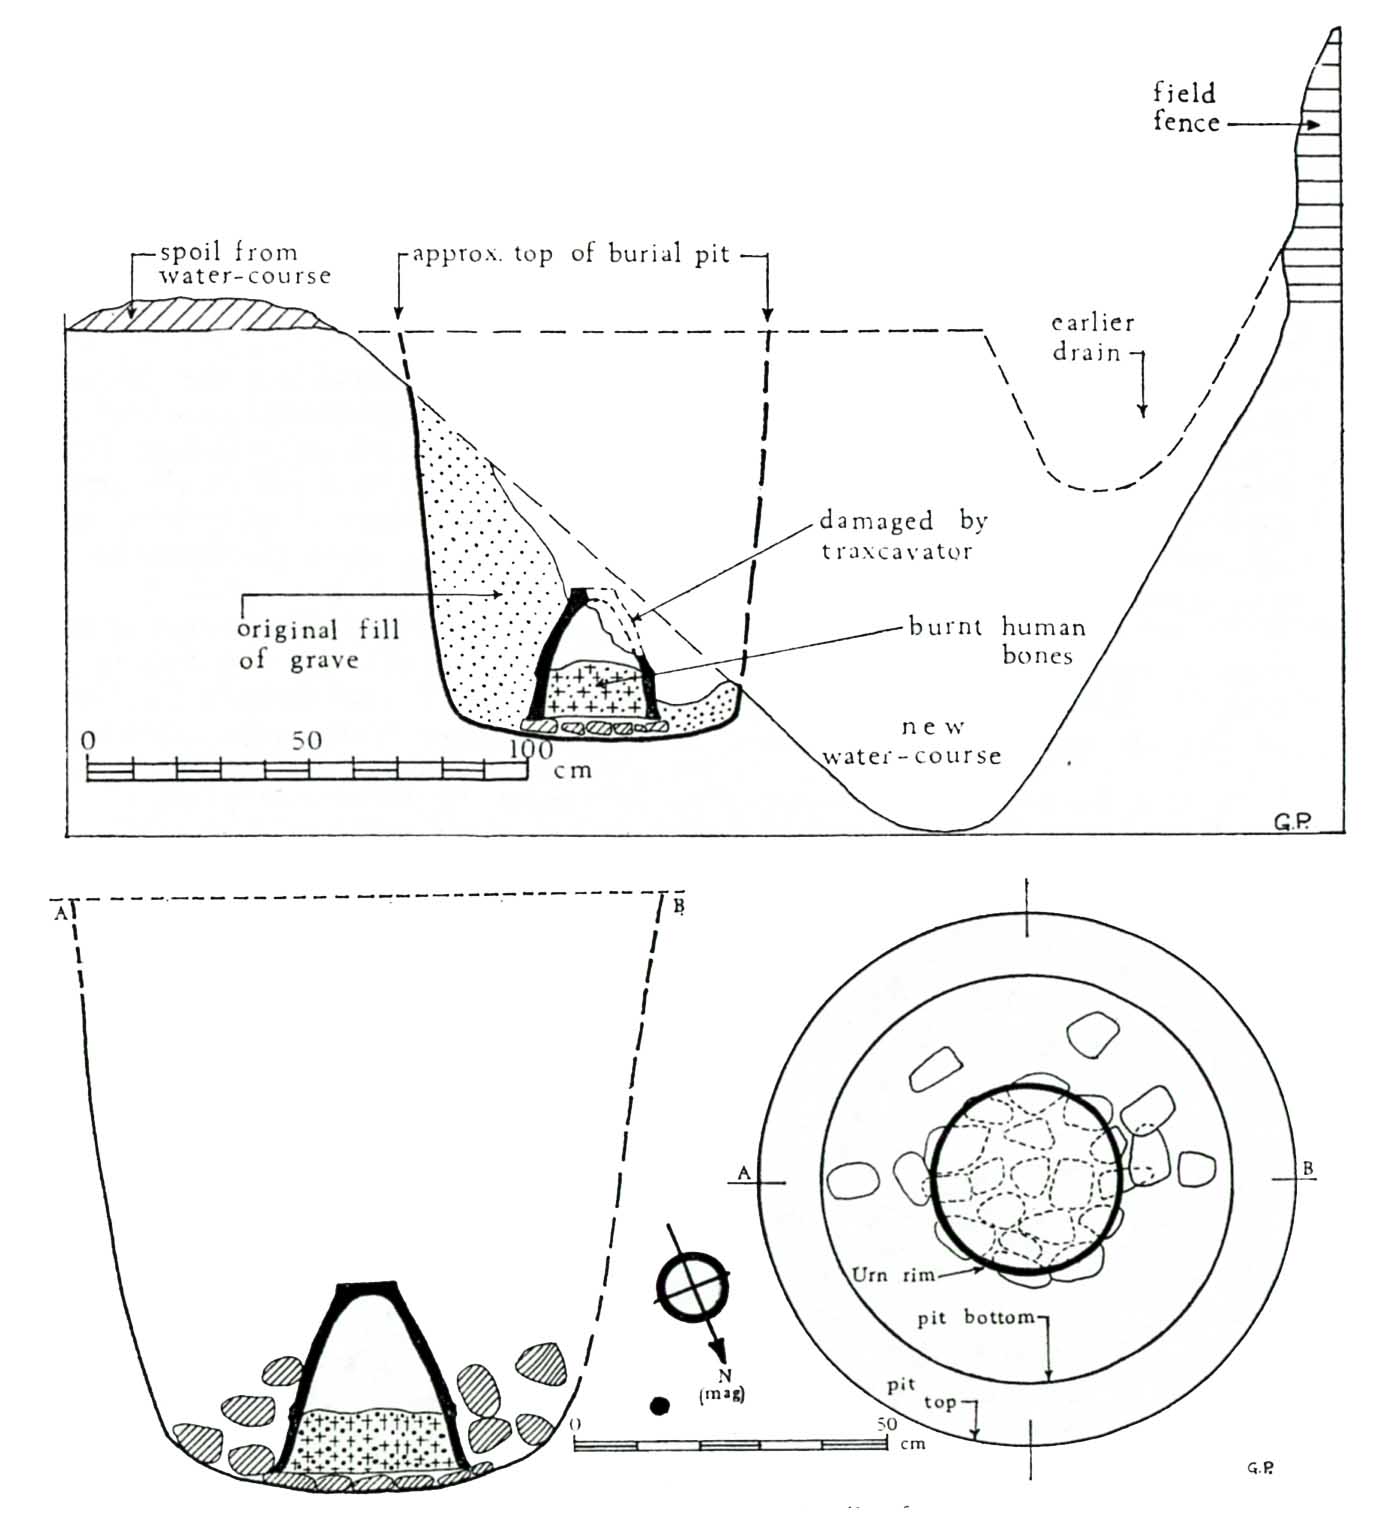 field
fence
spoil from
water-course
approx. top of burial pit
earlier
drain
damaged by
traxcavator
original fill
of grave
burnt human
bones
new
water-course
0 50 100
cm
G.P.
A B
A B
Urn rim
pit bottom
pit
top
N
(mag)
0 50
cm
G.P.